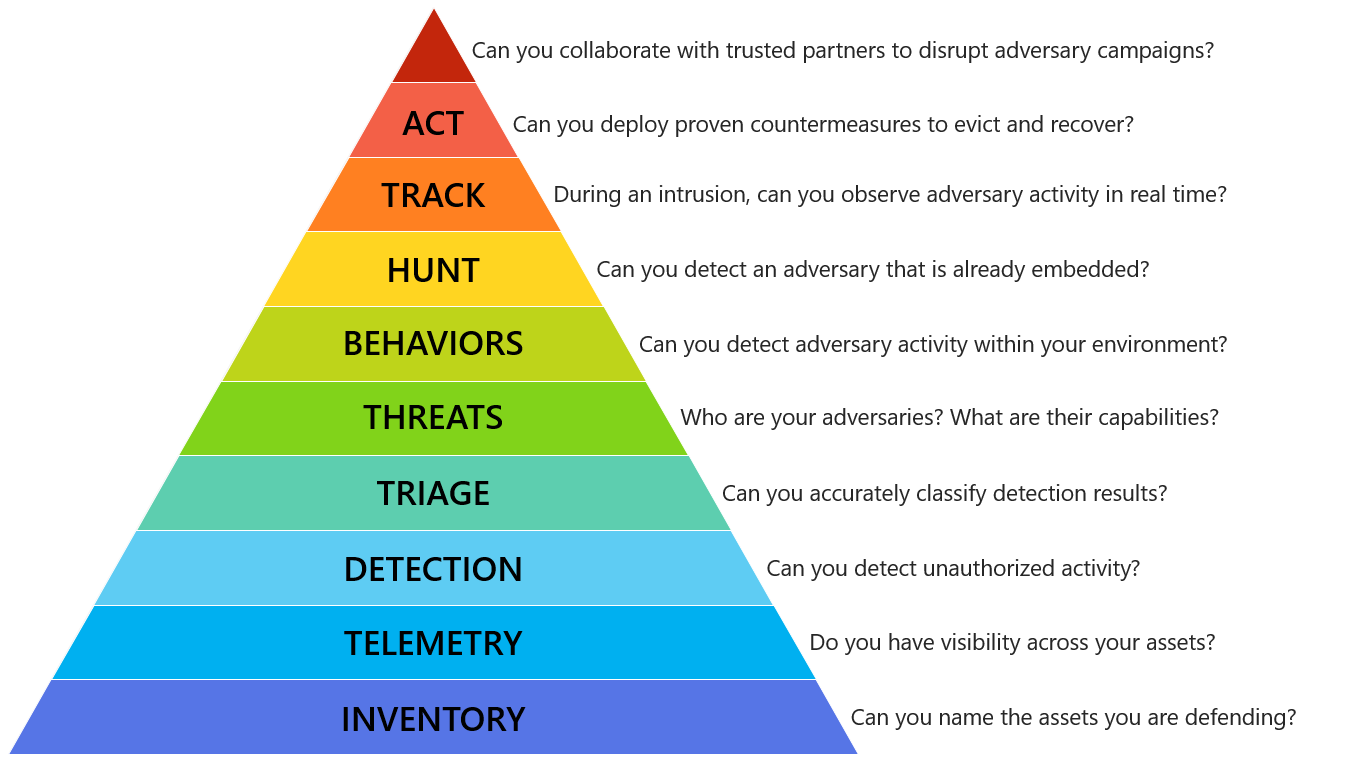 Can you collaborate with trusted partners to disrupt adversary campaigns?
ACT Can you deploy proven countermeasures to evict and recover?
TRACK During an intrusion, can you observe adversary activity in real time?
HUNT Can you detect an adversary that is already embedded?
BEHAVIORS Can you detect adversary activity within your environment?
THREATS Who are your adversaries? What are their capabilities?
TRIAGE Can you accurately classify detection results?
DETECTION Can you detect unauthorized activity?
TELEMETRY Do you have visibility across your assets?
INVENTORY Can you name the assets you are defending?